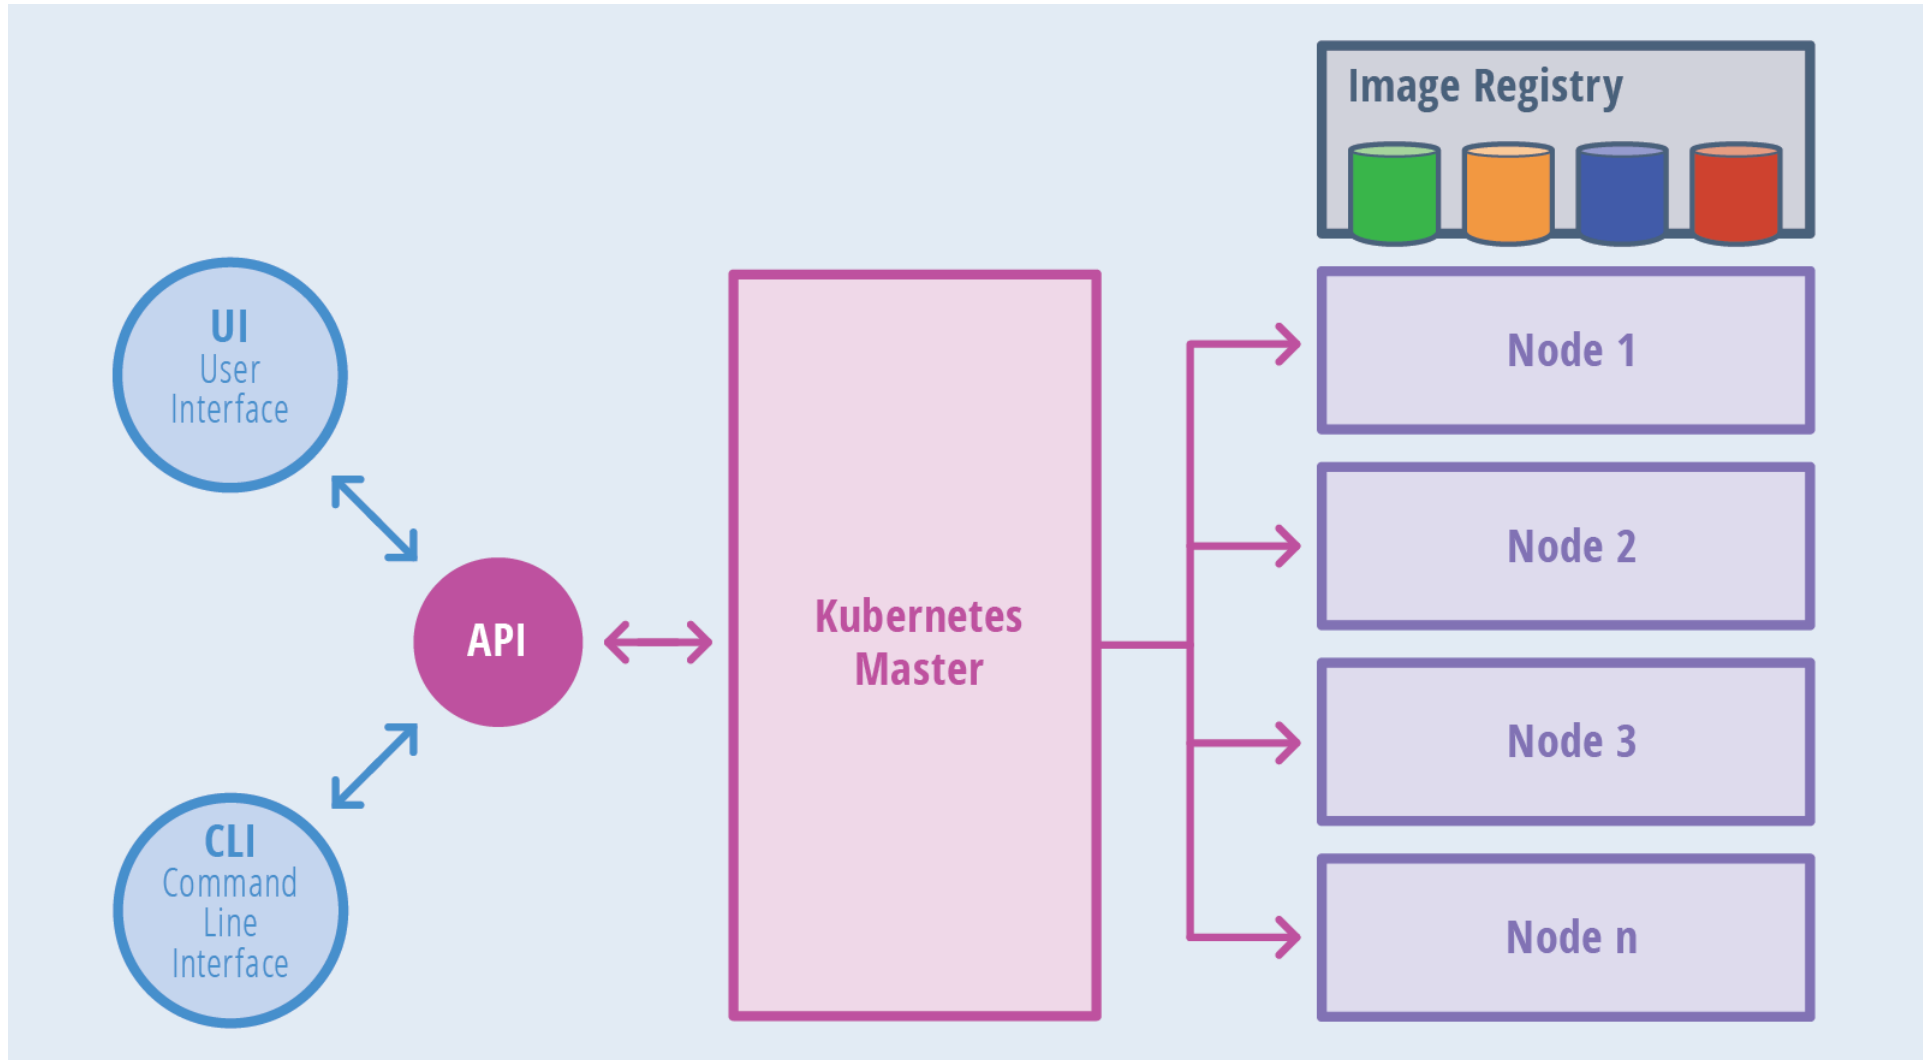 Image Registry
UI
User
Interface
API
CLI
Command
Line
Interface
Kubernetes
Master
Node 1
Node 2
Node 3
Node n